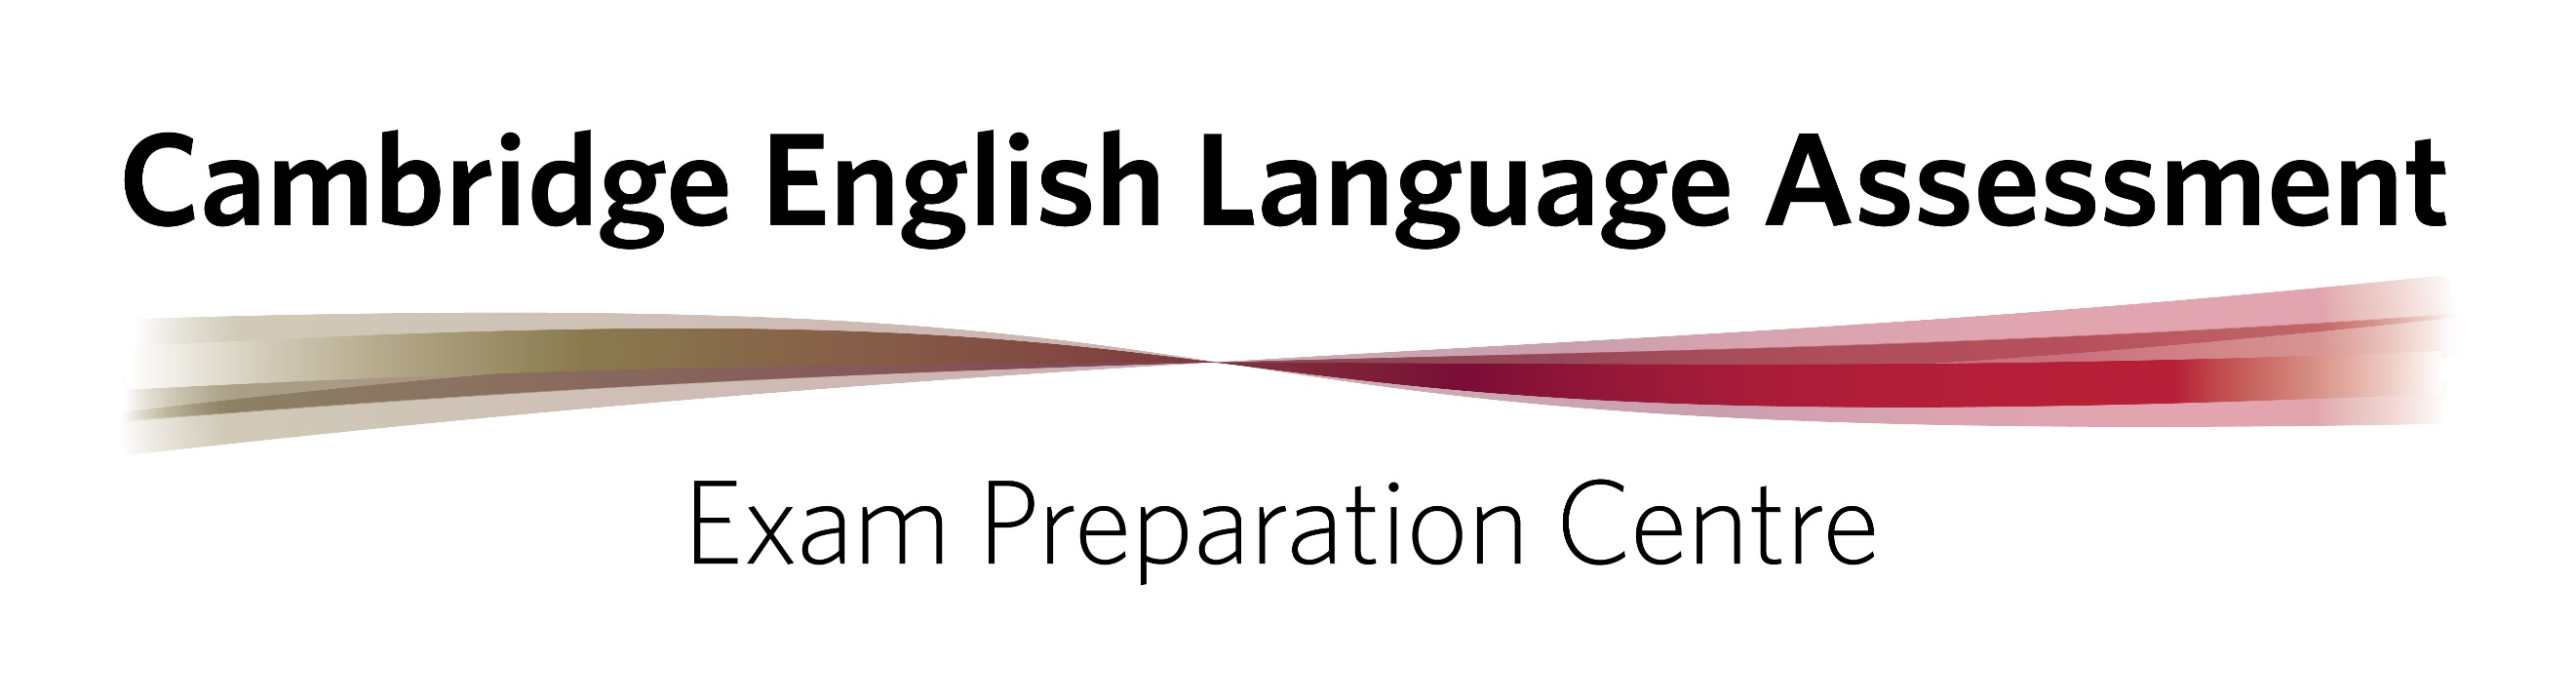 Cambridge English Language Assessment
Exam Preparation Centre